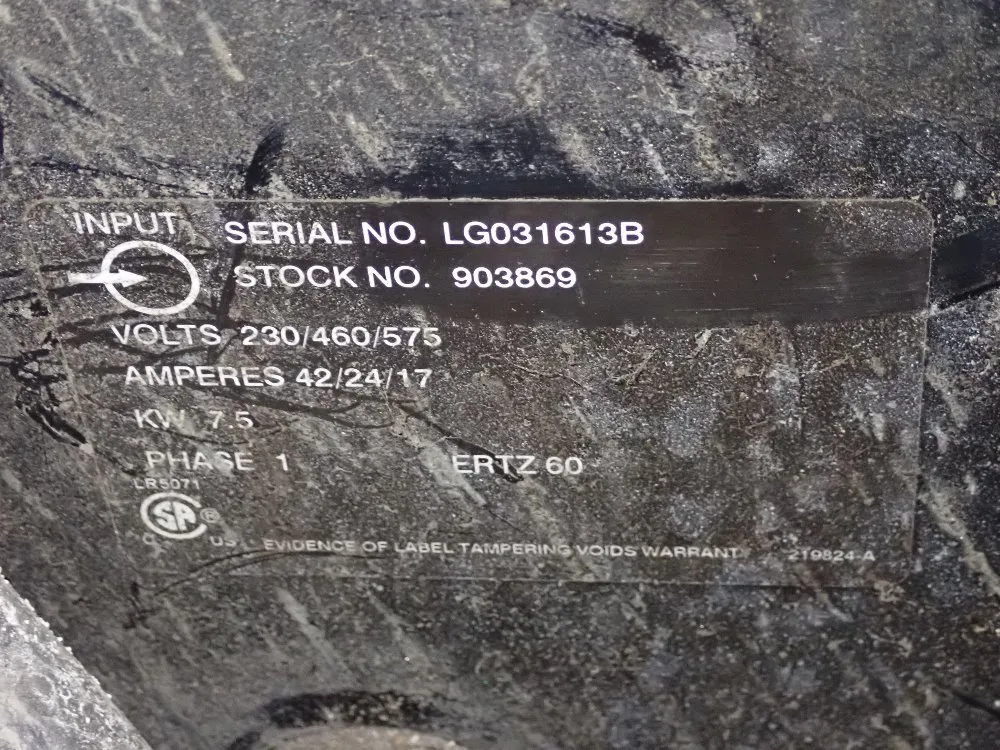 INPUT
SERIAL NO. LG031613B
STOCK NO. 903869
VOLTS 230/460/575
AMPERES 42/24/17
KW 7.5
PHASE 1 ERTZ 60
LR5071
SA ®
C US
EVIDENCE OF LABEL TAMPERING VOIDS WARRANT 219824-A